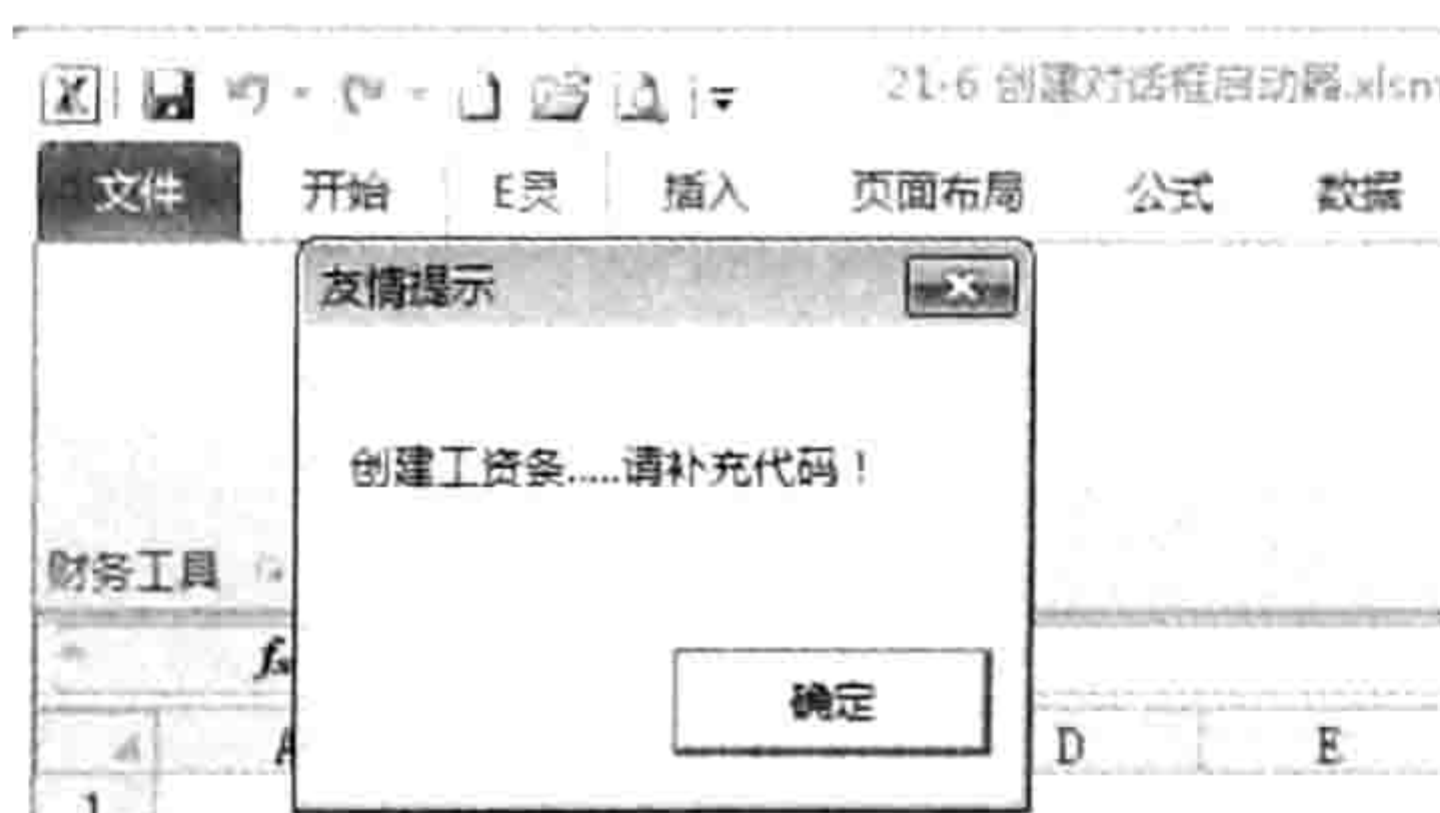 21-6 创建对话框启动器.xlsm
文件 开始 E灵 插入 页面布局 公式 数据
友情提示
创建工资条.....请补充代码！
财务工具
fx
确定
A D E
1